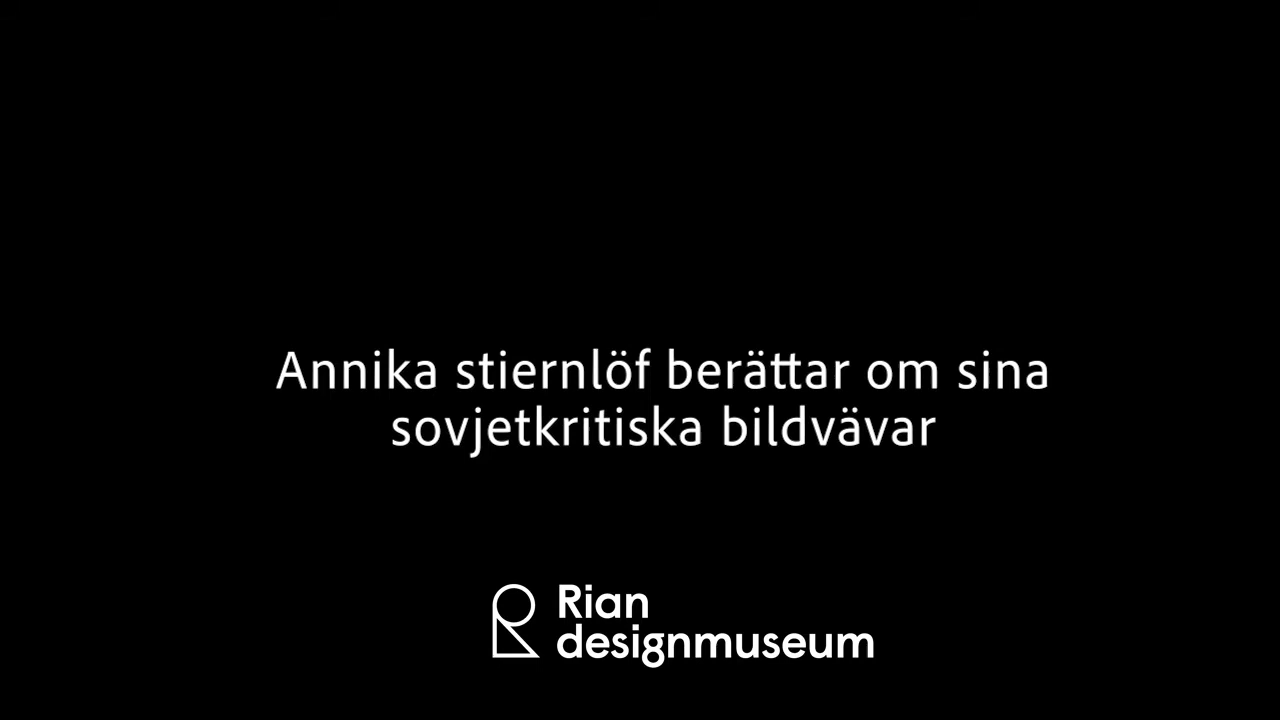 Annika stiernlöf berättar om sina
sovjetkritiska bildvävar
Rian
designmuseum